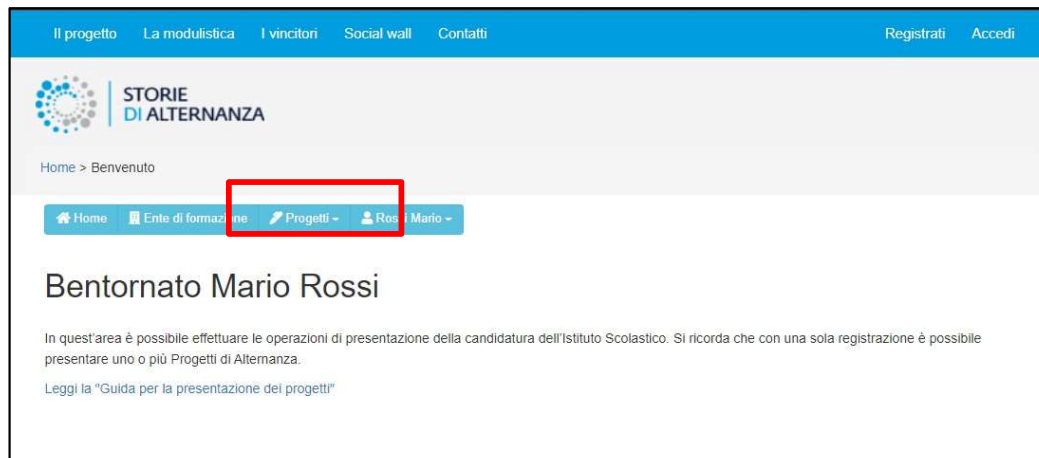 Il progetto La modulistica I vincitori Social wall Contatti Registrati Accedi
STORIE
DI ALTERNANZA
Home > Benvenuto
Home Ente di formazione Progetti Rossi Mario
Bentornato Mario Rossi
In quest'area è possibile effettuare le operazioni di presentazione della candidatura dell'Istituto Scolastico. Si ricorda che con una sola registrazione è possibile
presentare uno o più Progetti di Alternanza.
Leggi la "Guida per la presentazione dei progetti"